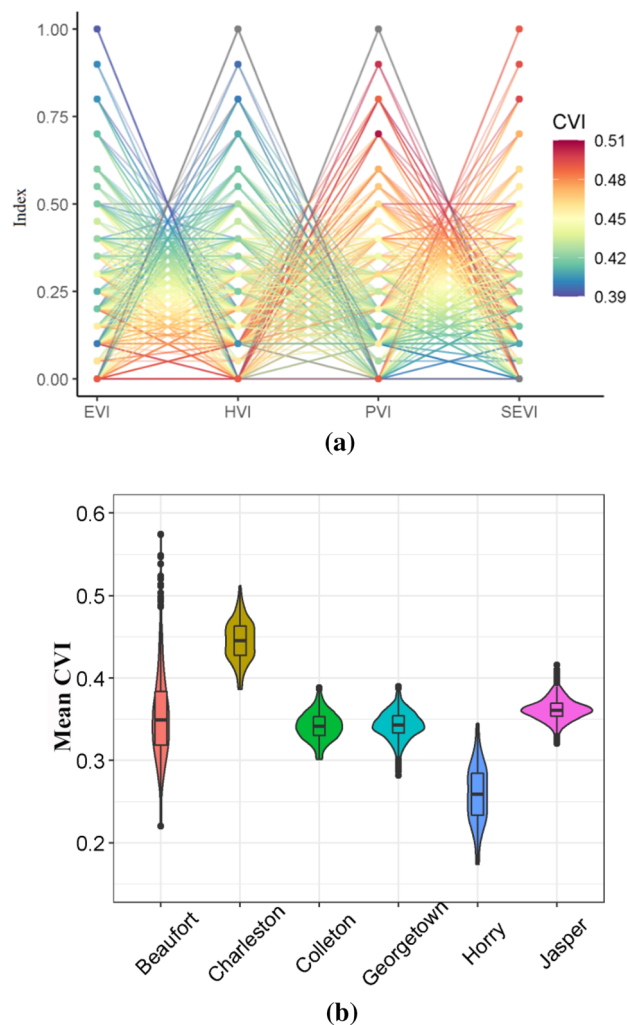 1.00
0.75
0.50
0.25
0.00
Index
EVI
HVI
PVI
SEVI
CVI
0.51
0.48
0.45
0.42
0.39
(a)
0.6
0.5
0.4
0.3
0.2
Mean CVI
Beaufort
Charleston
Colleton
Georgetown
Horry
Jasper
(b)